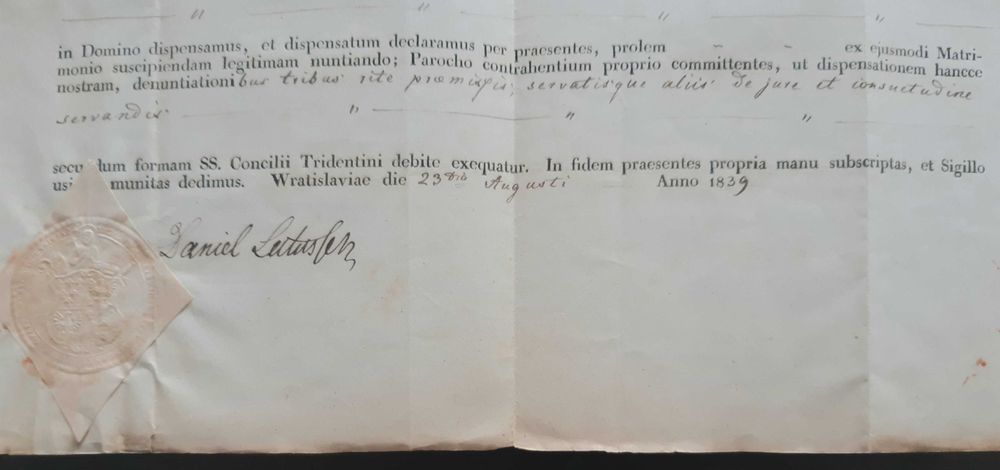 in Domino dispensamus, et dispensatum declaramus per praesentes, prolem - - ex ejusmodi Matri-
monio suscipiendam legitimam nuntiando; Parocho contrahentium proprio committentes, ut dispensationem hancce
nostram, denuntiationibus tribus rite præmissis, servatisque aliis de jure et consuetudine
servandis
secundum formam SS. Concilii Tridentini debite exequatur. In fidem praesentes propria manu subscriptas, et Sigillo
munitas dedimus. Wratislaviae die 23tia Augusti Anno 1839
Daniel Latussek